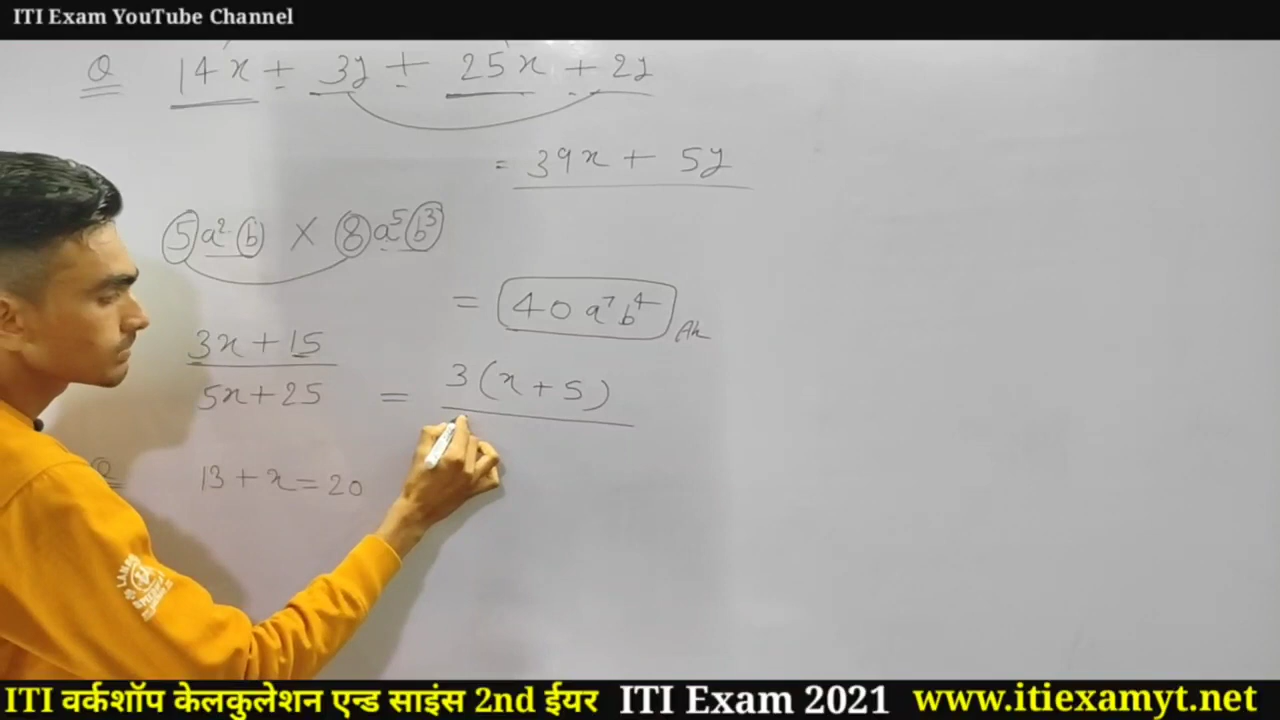 ITI Exam YouTube Channel
Q 14x + 3y + 25x + 2y
= 39x + 5y
5a²b × 8a⁵b³
= 40a⁷b⁴ An
3x + 15
5x + 25
= 3(x + 5)
Q 13 + x = 20
ITI वर्कशॉप केलकुलेशन एन्ड साइंस 2nd ईयर ITI Exam 2021 www.itiexamyt.net